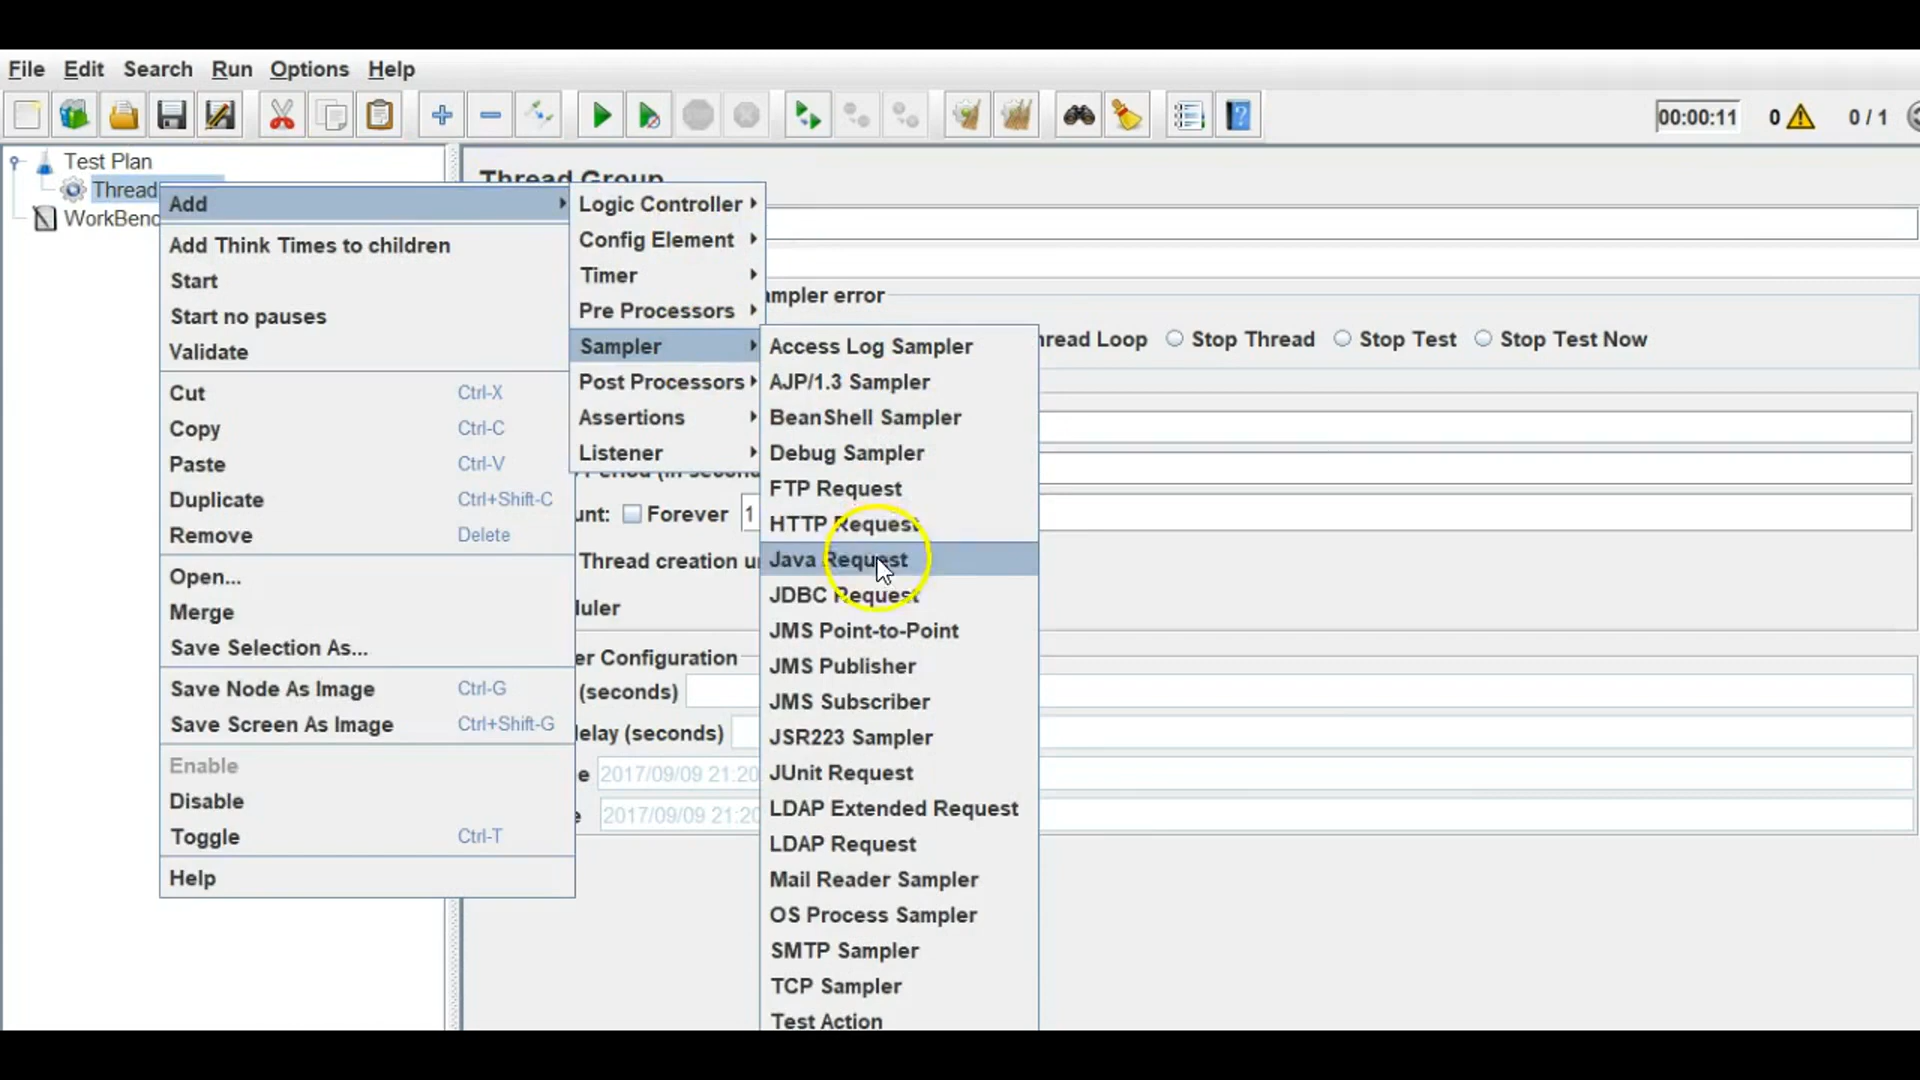 File Edit Search Run Options Help
00:00:11 0 0 / 1
Test Plan
Thread
WorkBenc
Thread Group
Add
Add Think Times to children
Start
Start no pauses
Validate
Cut Ctrl-X
Copy Ctrl-C
Paste Ctrl-V
Duplicate Ctrl+Shift-C
Remove Delete
Open...
Merge
Save Selection As...
Save Node As Image Ctrl-G
Save Screen As Image Ctrl+Shift-G
Enable
Disable
Toggle Ctrl-T
Help
Logic Controller
Config Element
Timer
Pre Processors
Sampler
Post Processors
Assertions
Listener
Access Log Sampler
AJP/1.3 Sampler
BeanShell Sampler
Debug Sampler
FTP Request
HTTP Request
Java Request
JDBC Request
JMS Point-to-Point
JMS Publisher
JMS Subscriber
JSR223 Sampler
JUnit Request
LDAP Extended Request
LDAP Request
Mail Reader Sampler
OS Process Sampler
SMTP Sampler
TCP Sampler
Test Action
mpler error
hread Loop Stop Thread Stop Test Stop Test Now
unt: Forever 1
Thread creation u
uler
er Configuration
(seconds)
elay (seconds)
e 2017/09/09 21:20
e 2017/09/09 21:20